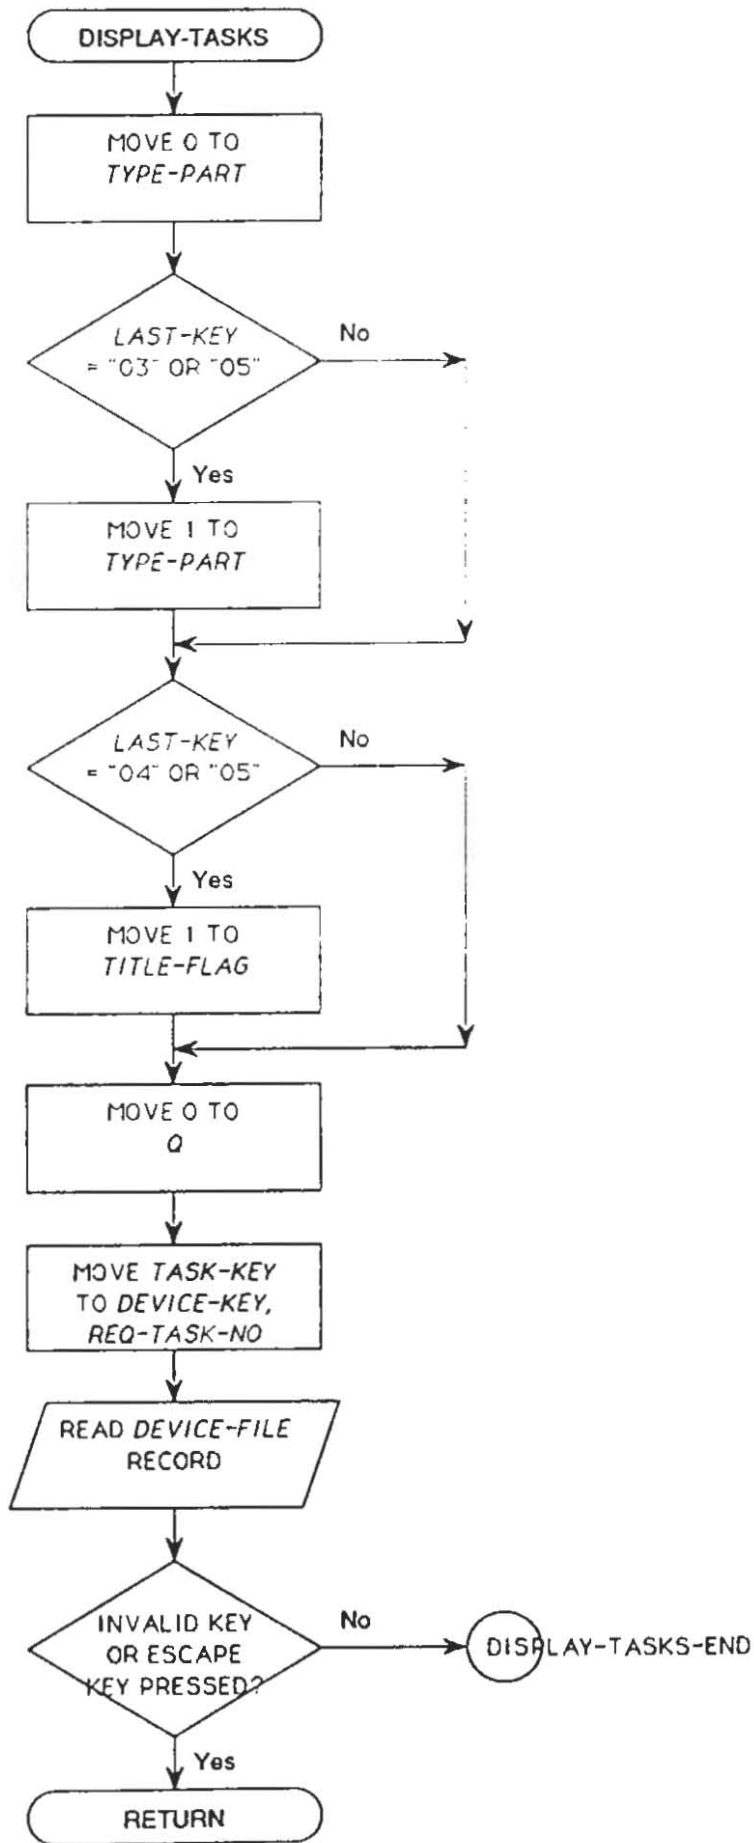 DISPLAY-TASKS
MOVE 0 TO
TYPE-PART
LAST-KEY
= "03" OR "05"
No
Yes
MOVE 1 TO
TYPE-PART
LAST-KEY
= "04" OR "05"
No
Yes
MOVE 1 TO
TITLE-FLAG
MOVE 0 TO
Q
MOVE TASK-KEY
TO DEVICE-KEY,
REQ-TASK-NO
READ DEVICE-FILE
RECORD
INVALID KEY
OR ESCAPE
KEY PRESSED?
No
DISPLAY-TASKS-END
Yes
RETURN